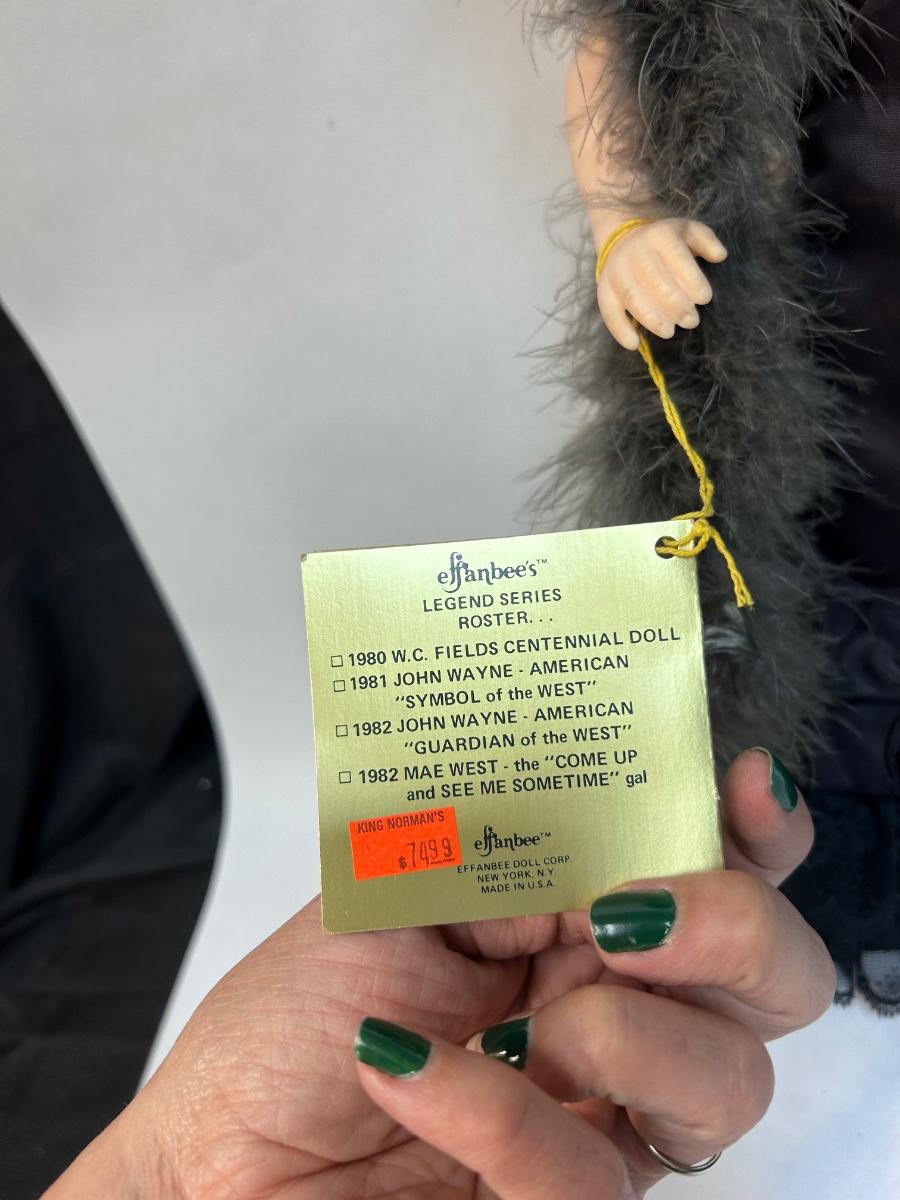 effanbee's™
LEGEND SERIES
ROSTER. . .
☐ 1980 W.C. FIELDS CENTENNIAL DOLL
☐ 1981 JOHN WAYNE - AMERICAN
"SYMBOL of the WEST"
☐ 1982 JOHN WAYNE - AMERICAN
"GUARDIAN of the WEST"
☐ 1982 MAE WEST - the "COME UP
and SEE ME SOMETIME" gal
KING NORMAN'S
$7499
effanbee™
EFFANBEE DOLL CORP.
NEW YORK, N.Y.
MADE IN U.S.A.